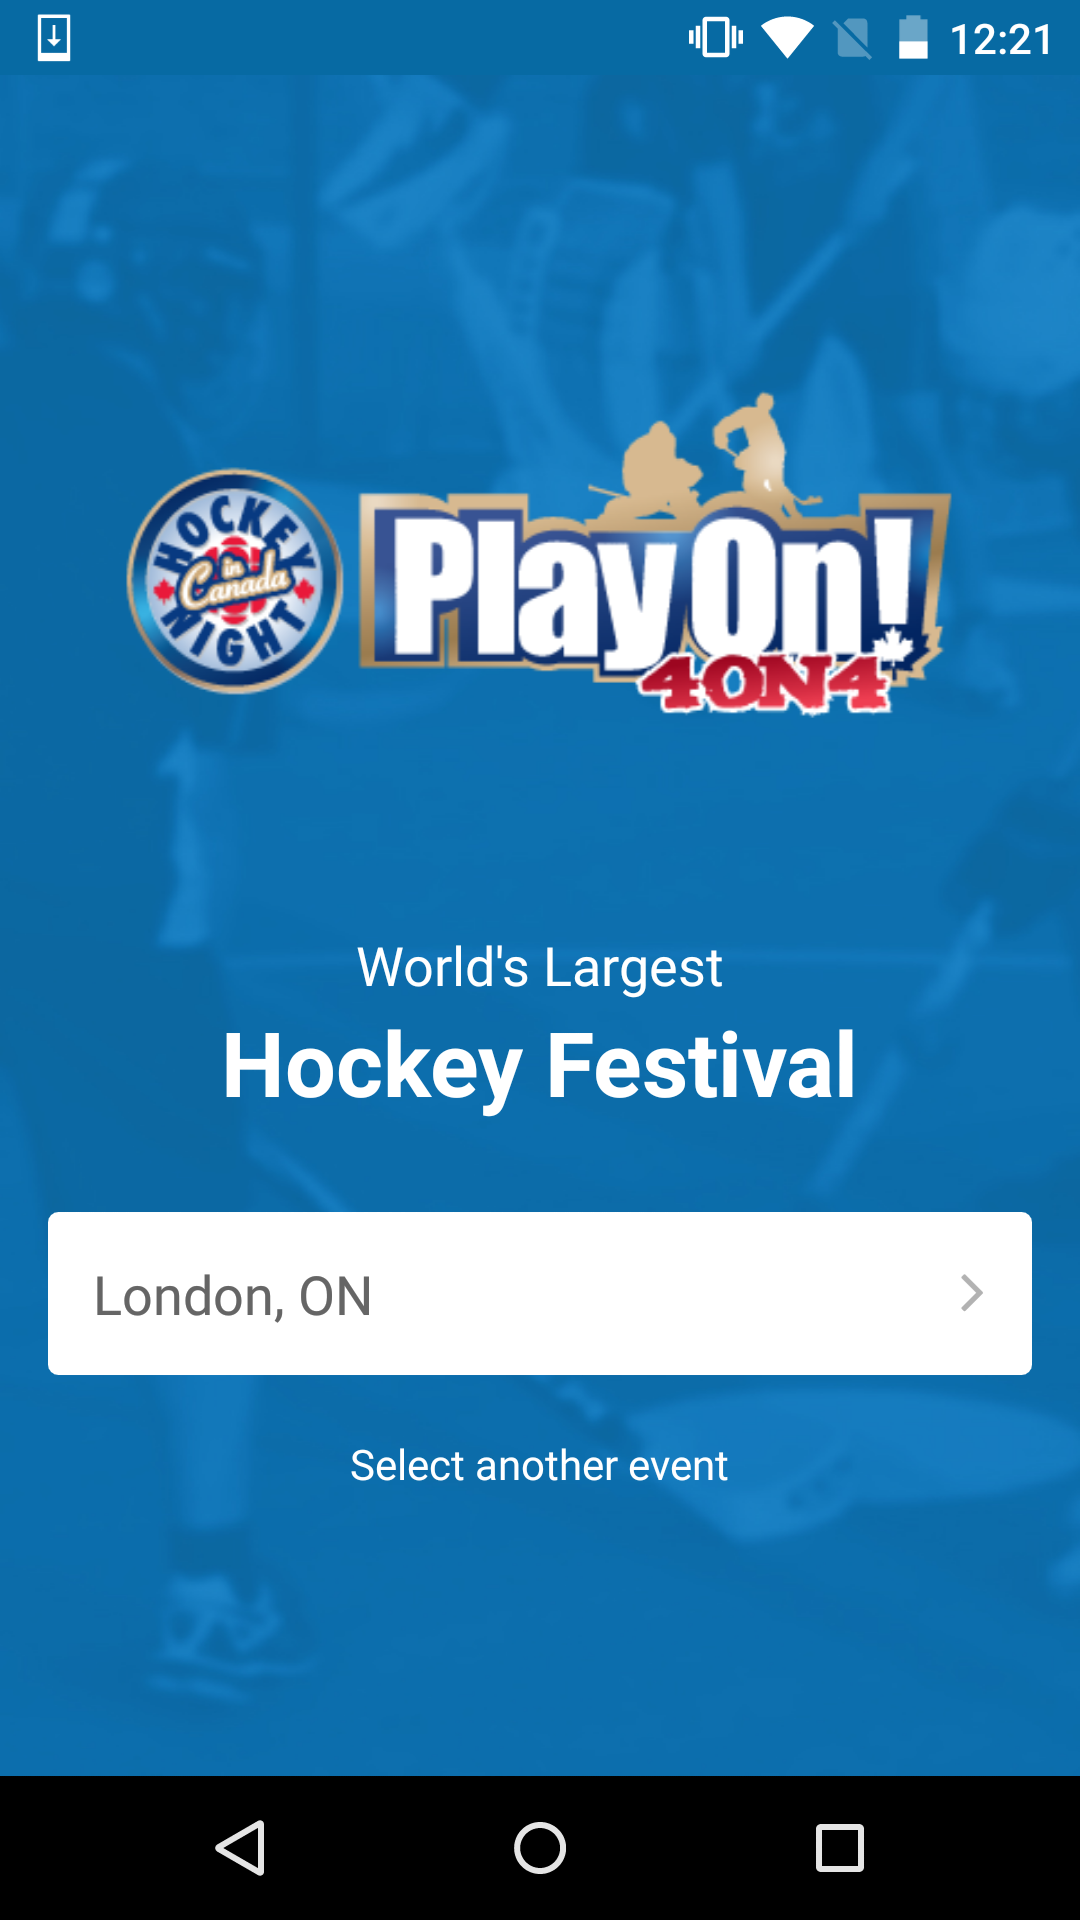 12:21
HOCKEY
in
Canada
NIGHT
PlayOn!
4ON4
World's Largest
Hockey Festival
London, ON
Select another event